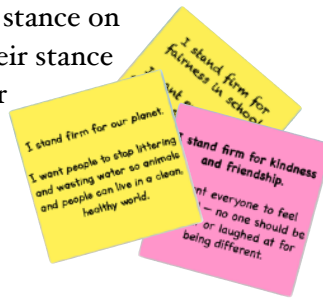 stance on
eir stance
r
I stand firm for
fairness in school
I stand firm for our planet.
I want people to stop littering
and wasting water so animals
and people can live in a clean,
healthy world.
I stand firm for kindness
and friendship.
nt everyone to feel
– no one should be
or laughed at for
being different.